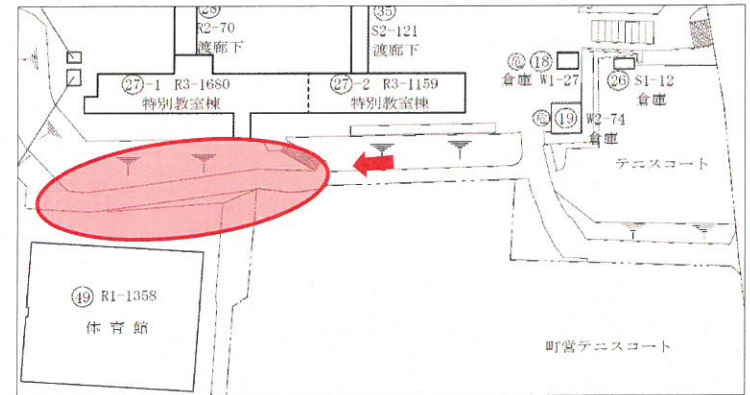 ㉘
R2-70
渡廊下
㉟
S2-121
渡廊下
㉗-1 R3-1680
特別教室棟
㉗-2 R3-1159
特別教室棟
危 ⑱
倉庫 W1-27
㉖ S1-12
倉庫
危 ⑲ W2-74
倉庫
テニスコート
㊾ R1-1358
体育館
町営テニスコート